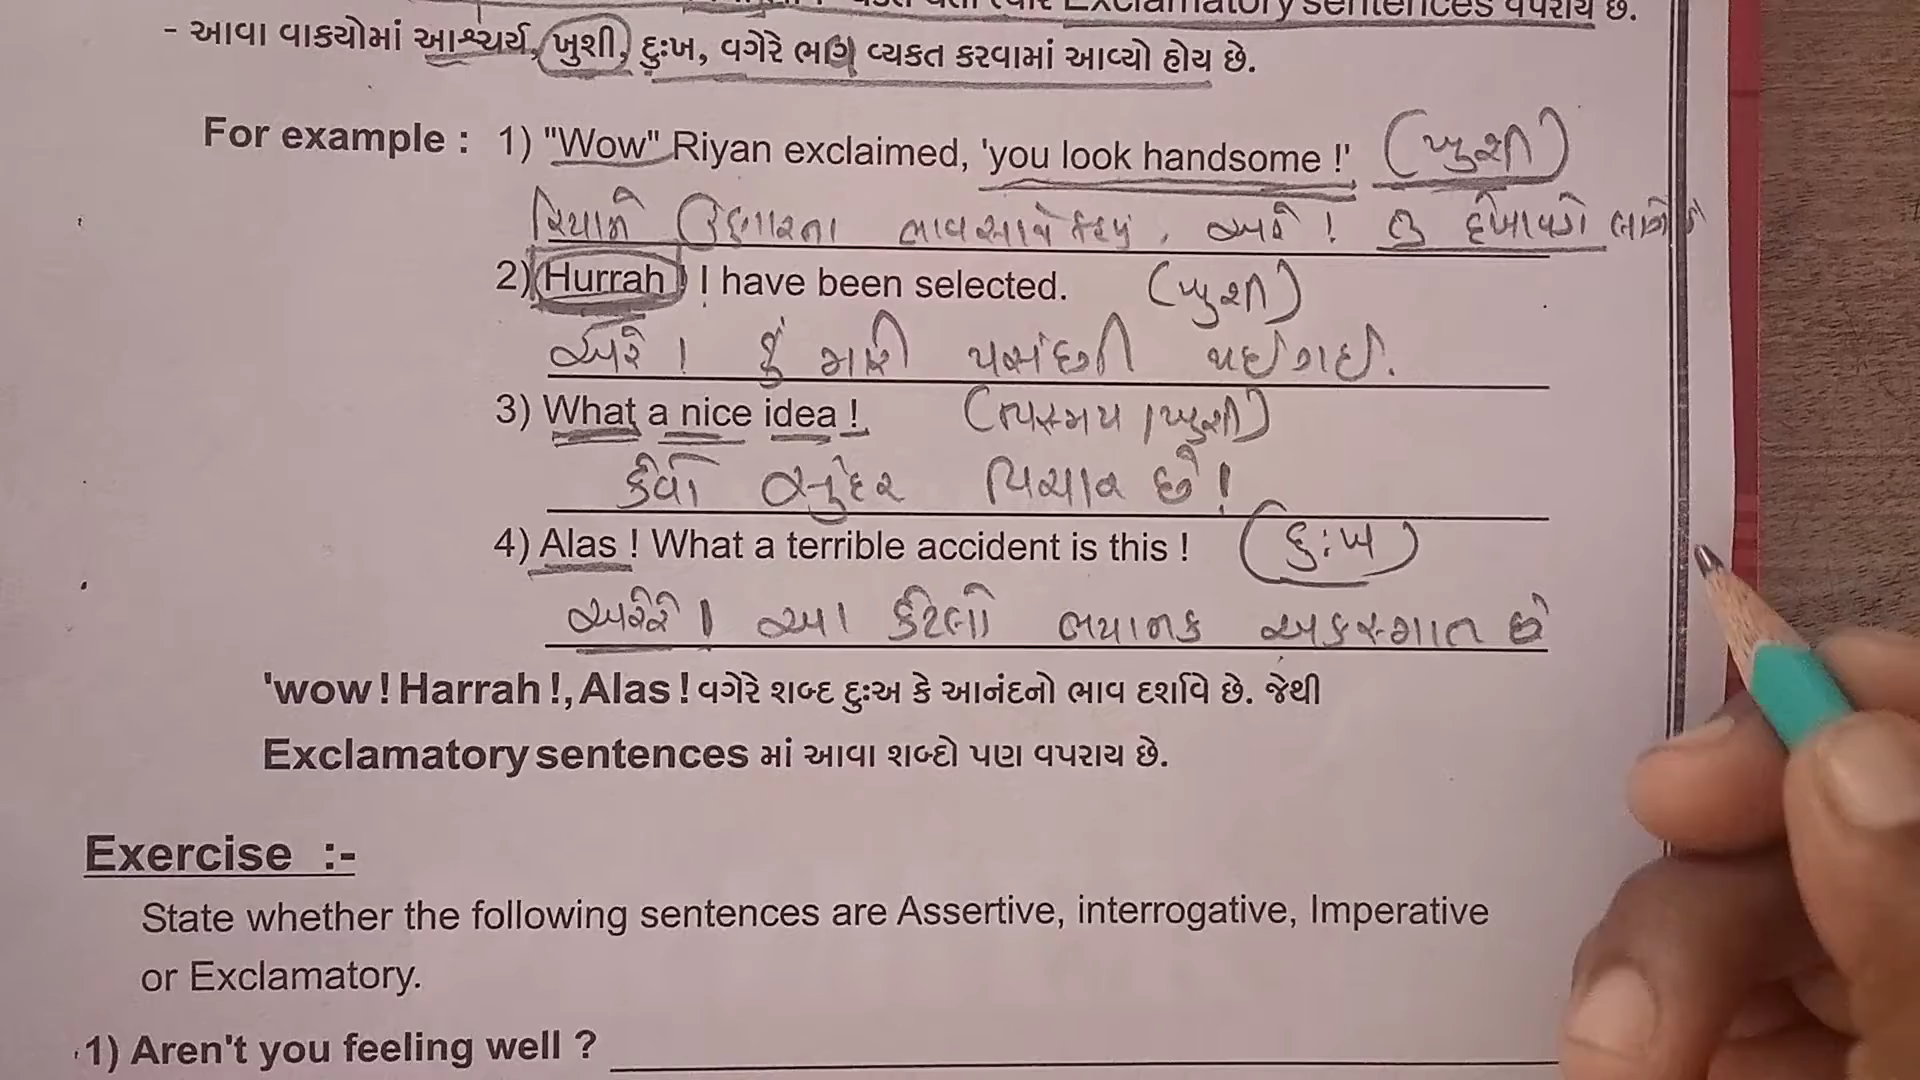 Exclamatory sentences વપરાય છે.
- આવા વાક્યોમાં આશ્ચર્ય, ખુશી, દુઃખ, વગેરે ભાવ વ્યક્ત કરવામાં આવ્યો હોય છે.
For example : 1) "Wow" Riyan exclaimed, 'you look handsome !' (ખુશી)
રિયાને ઉદ્ગારના ભાવ સાથે કહ્યું, અરે ! તું દેખાવડો લાગે છે
2) Hurrah ! I have been selected. (ખુશી)
અરે ! હું મારી પસંદગી થઈ ગઈ.
3) What a nice idea ! (વિસ્મય / ખુશી)
કેવો સુંદર વિચાર છે !
4) Alas ! What a terrible accident is this ! (દુઃખ)
અરેરે ! આ કેટલો ભયાનક અકસ્માત છે
'wow ! Harrah !, Alas ! વગેરે શબ્દ દુઃઅ કે આનંદનો ભાવ દર્શાવે છે. જેથી
Exclamatory sentences માં આવા શબ્દો પણ વપરાય છે.
Exercise :-
State whether the following sentences are Assertive, interrogative, Imperative
or Exclamatory.
1) Aren't you feeling well ?